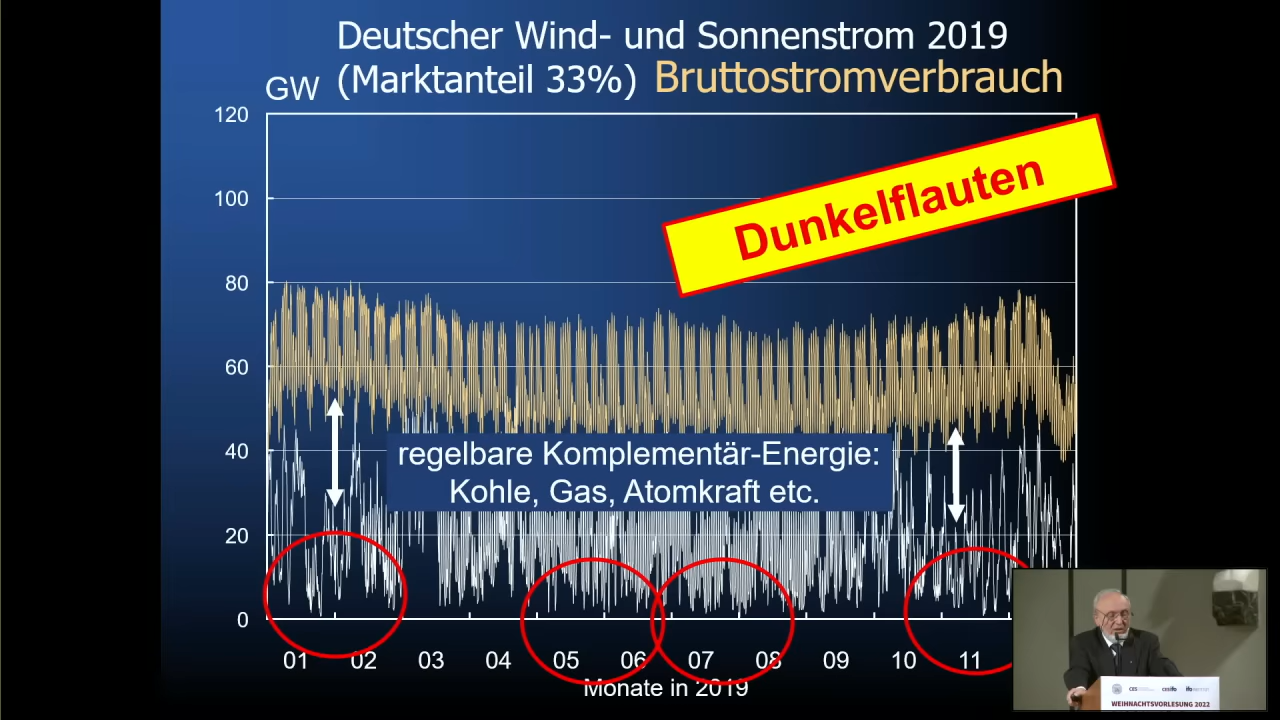 Deutscher Wind- und Sonnenstrom 2019
GW (Marktanteil 33%) Bruttostromverbrauch
120
100
80
60
40
20
0
Dunkelflauten
regelbare Komplementär-Energie:
Kohle, Gas, Atomkraft etc.
01 02 03 04 05 06 07 08 09 10 11
Monate in 2019
CES ifo
WEIHNACHTSVORLESUNG 2022